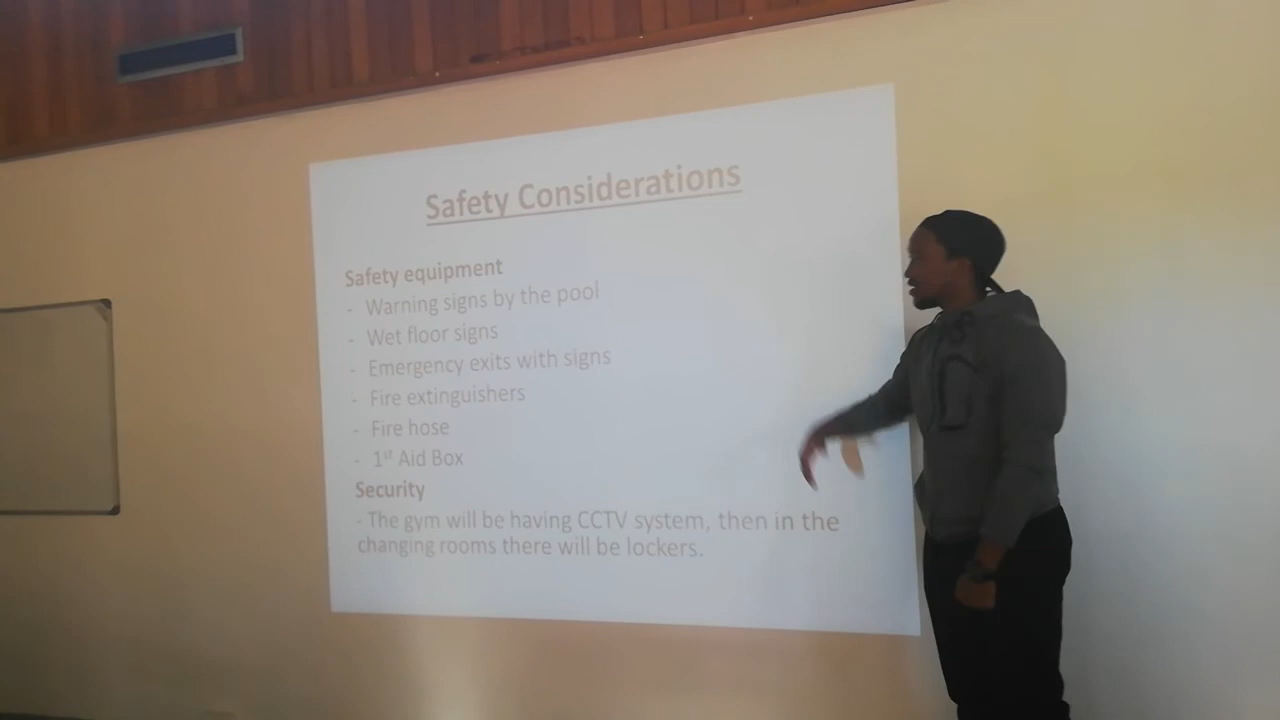 Safety Considerations
Safety equipment
- Warning signs by the pool
- Wet floor signs
- Emergency exits with signs
- Fire extinguishers
- Fire hose
- 1st Aid Box
Security
- The gym will be having CCTV system, then in the
changing rooms there will be lockers.